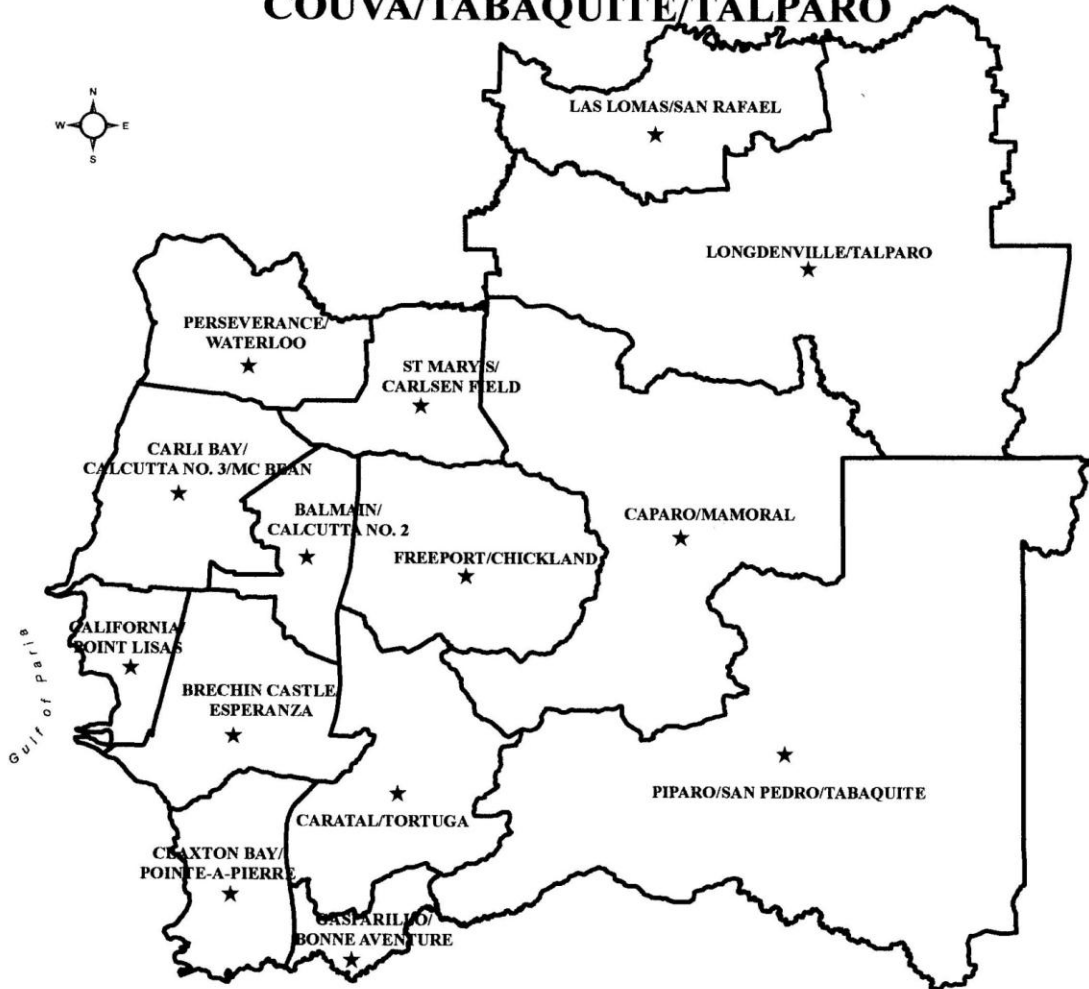 COUVA/TABAQUITE/TALPARO
N
W E
S
LAS LOMAS/SAN RAFAEL
LONGDENVILLE/TALPARO
PERSEVERANCE/
WATERLOO
ST MARY'S/
CARLSEN FIELD
CARLI BAY/
CALCUTTA NO. 3/MC BEAN
BALMAIN/
CALCUTTA NO. 2
CAPARO/MAMORAL
FREEPORT/CHICKLAND
CALIFORNIA/
POINT LISAS
Gulf of Paria
BRECHIN CASTLE/
ESPERANZA
PIPARO/SAN PEDRO/TABAQUITE
CARATAL/TORTUGA
CLAXTON BAY/
POINTE-A-PIERRE
GASPARILLO/
BONNE AVENTURE